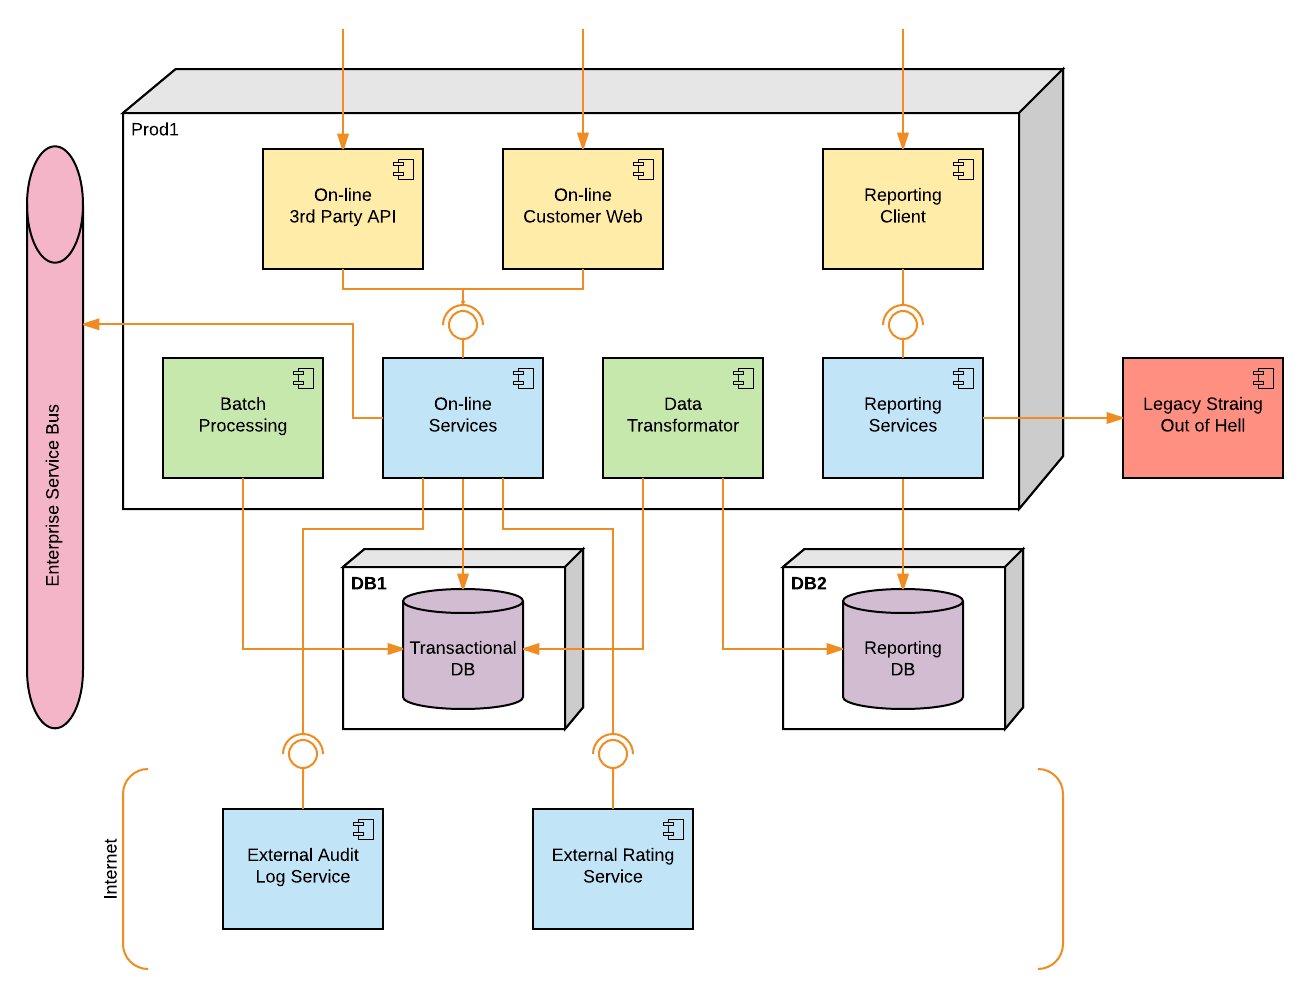 Prod1
On-line
3rd Party API
On-line
Customer Web
Reporting
Client
Enterprise Service Bus
Batch
Processing
On-line
Services
Data
Transformator
Reporting
Services
Legacy Straing
Out of Hell
DB1
Transactional
DB
DB2
Reporting
DB
Internet
External Audit
Log Service
External Rating
Service